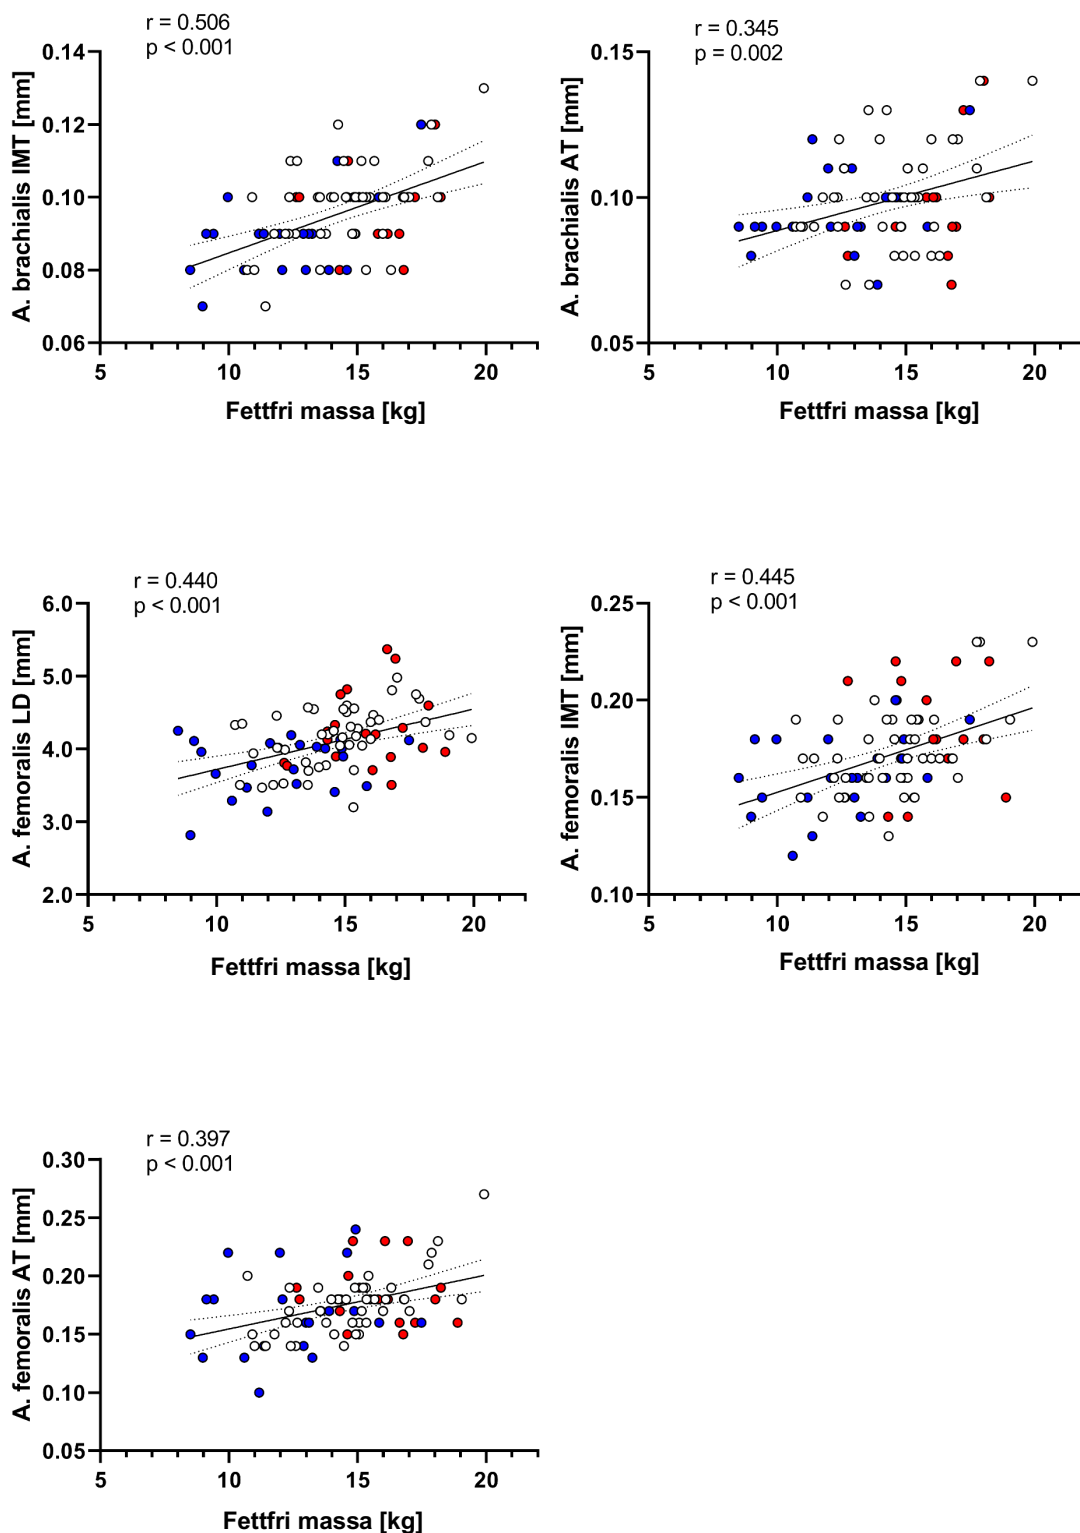 r = 0.506
p < 0.001
A. brachialis IMT [mm]
0.14
0.12
0.10
0.08
0.06
5 10 15 20
Fettfri massa [kg]
r = 0.345
p = 0.002
A. brachialis AT [mm]
0.15
0.10
0.05
5 10 15 20
Fettfri massa [kg]
r = 0.440
p < 0.001
A. femoralis LD [mm]
6.0
5.0
4.0
3.0
2.0
5 10 15 20
Fettfri massa [kg]
r = 0.445
p < 0.001
A. femoralis IMT [mm]
0.25
0.20
0.15
0.10
5 10 15 20
Fettfri massa [kg]
r = 0.397
p < 0.001
A. femoralis AT [mm]
0.30
0.25
0.20
0.15
0.10
0.05
5 10 15 20
Fettfri massa [kg]